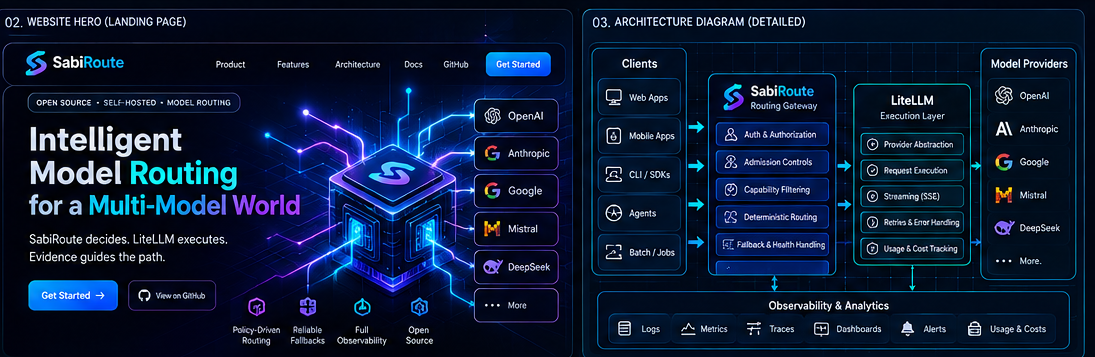 02. WEBSITE HERO (LANDING PAGE)
SabiRoute
Product
Features
Architecture
Docs
GitHub
Get Started
OPEN SOURCE • SELF-HOSTED • MODEL ROUTING
Intelligent
Model Routing
for a Multi-Model World
SabiRoute decides. LiteLLM executes.
Evidence guides the path.
Get Started →
View on GitHub
OpenAI
Anthropic
Google
Mistral
DeepSeek
More
Policy-Driven
Routing
Reliable
Fallbacks
Full
Observability
Open
Source
03. ARCHITECTURE DIAGRAM (DETAILED)
Clients
Web Apps
Mobile Apps
CLI / SDKs
Agents
Batch / Jobs
SabiRoute
Routing Gateway
Auth & Authorization
Admission Controls
Capability Filtering
Deterministic Routing
Fallback & Health Handling
LiteLLM
Execution Layer
Provider Abstraction
Request Execution
Streaming (SSE)
Retries & Error Handling
Usage & Cost Tracking
Model Providers
OpenAI
Anthropic
Google
Mistral
DeepSeek
More.
Observability & Analytics
Logs
Metrics
Traces
Dashboards
Alerts
Usage & Costs